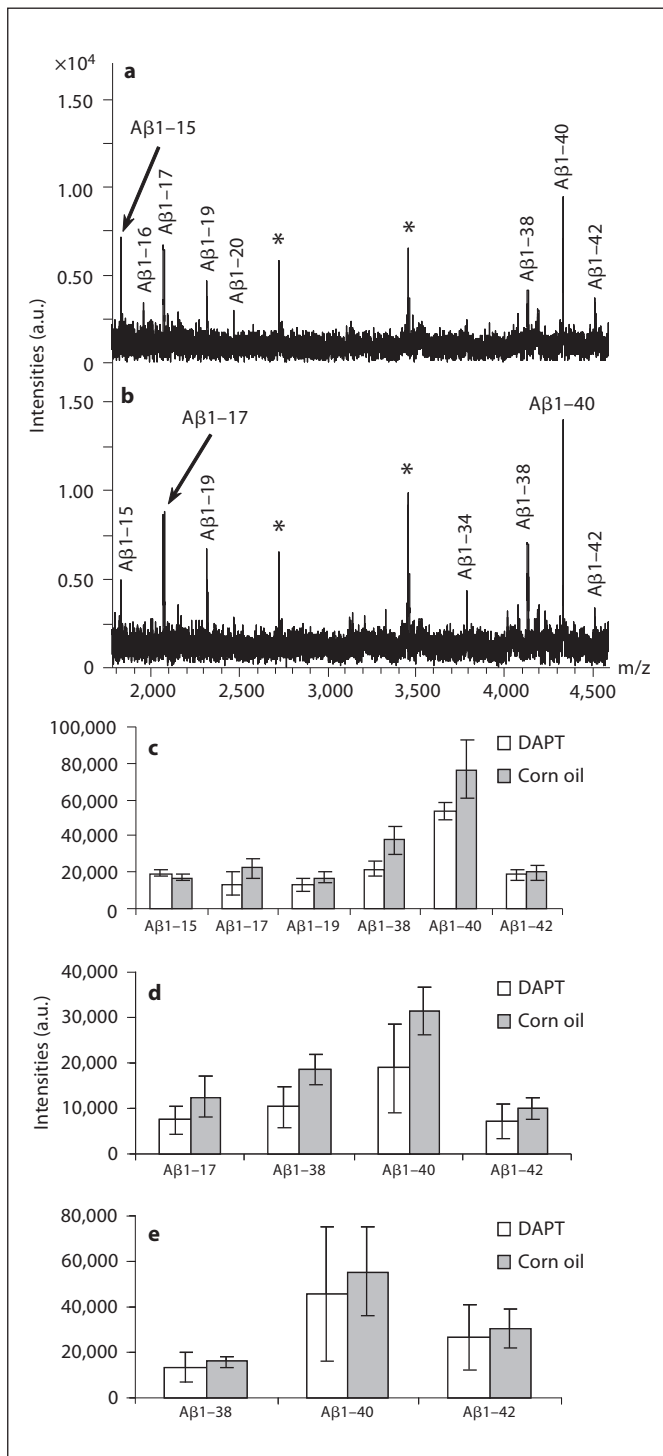 ×10⁴
a
1.50
Aβ1–15
1.00
0.50
0
Aβ1–16
Aβ1–17
Aβ1–19
Aβ1–20
*
*
Aβ1–38
Aβ1–40
Aβ1–42
Intensities (a.u.)
b
1.50
1.00
0.50
0
Aβ1–15
Aβ1–17
Aβ1–19
*
*
Aβ1–34
Aβ1–38
Aβ1–40
Aβ1–42
2,000 2,500 3,000 3,500 4,000 4,500
m/z
c
100,000
80,000
60,000
40,000
20,000
0
DAPT
Corn oil
Aβ1–15 Aβ1–17 Aβ1–19 Aβ1–38 Aβ1–40 Aβ1–42
Intensities (a.u.)
d
40,000
30,000
20,000
10,000
0
DAPT
Corn oil
Aβ1–17 Aβ1–38 Aβ1–40 Aβ1–42
e
80,000
60,000
40,000
20,000
0
DAPT
Corn oil
Aβ1–38 Aβ1–40 Aβ1–42